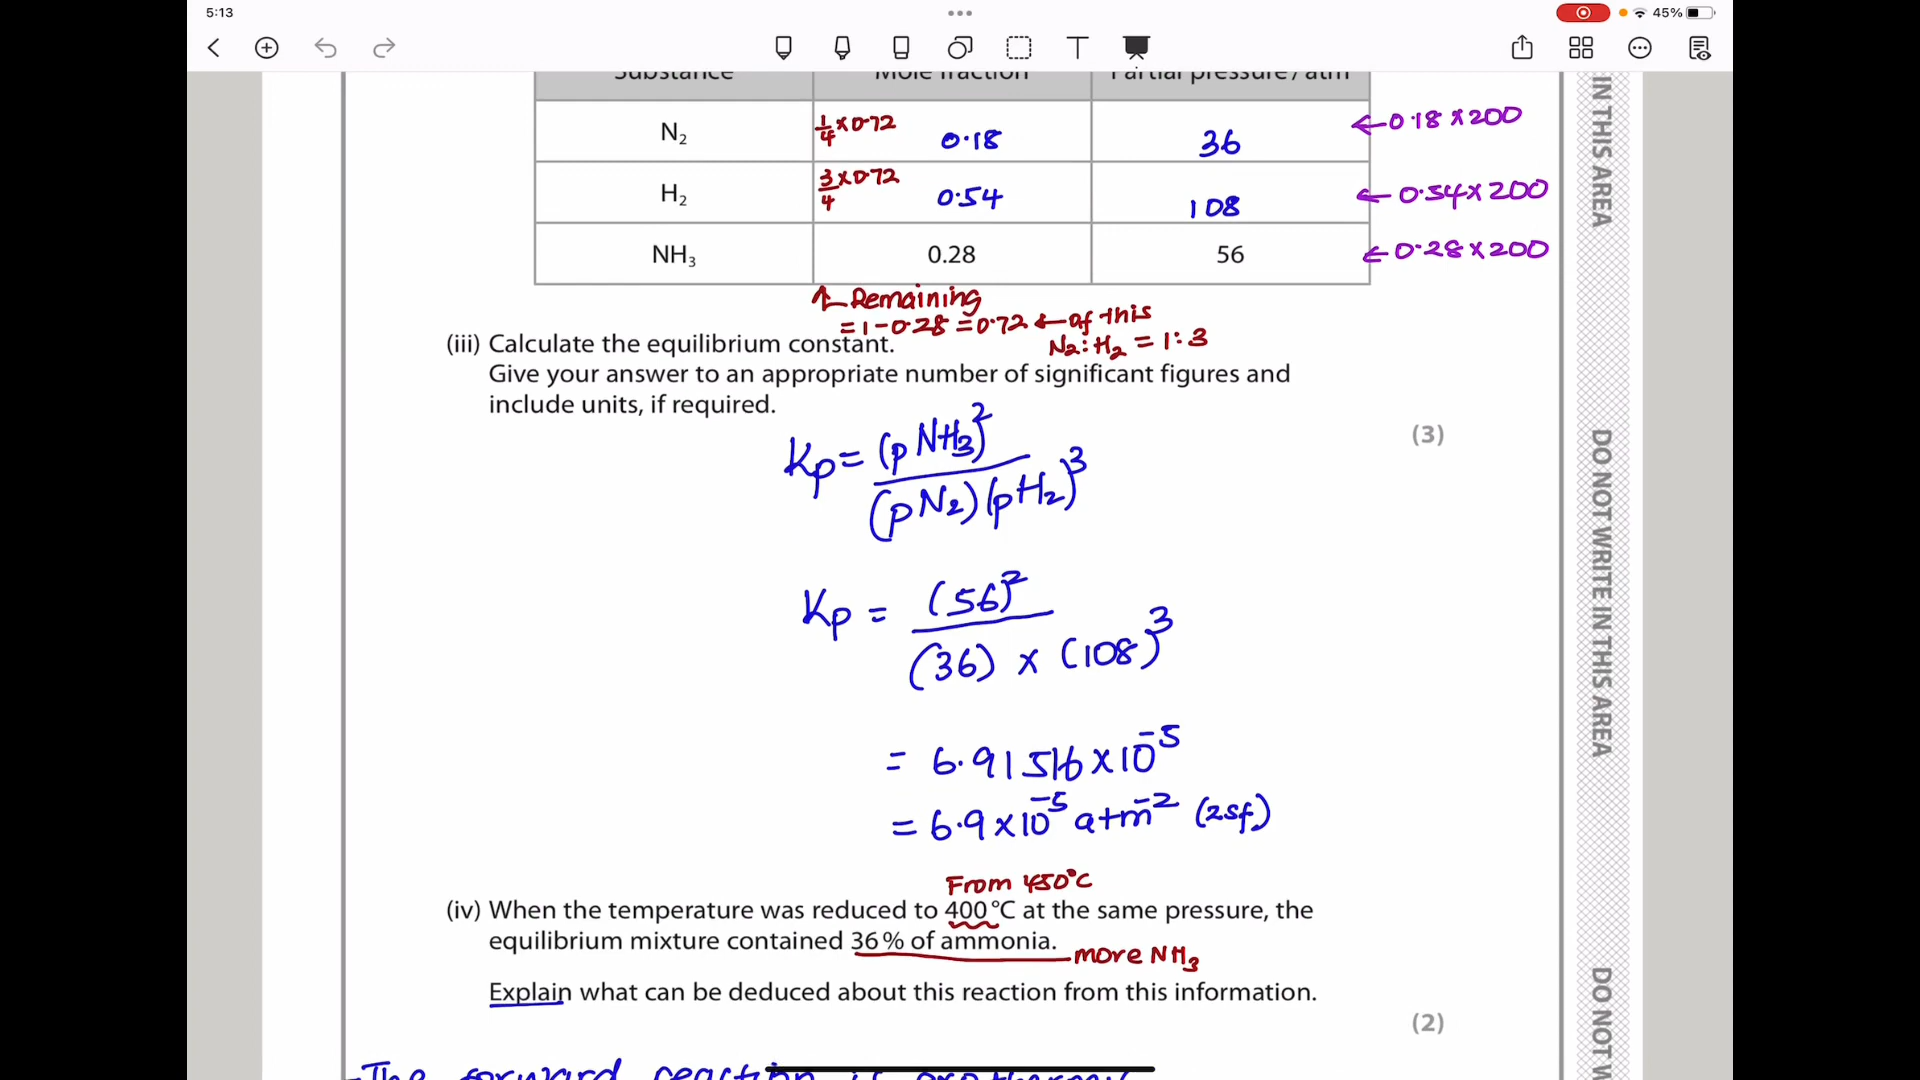 5:13
45%
Substance Mole fraction Partial pressure / atm
N₂ 1/4 × 0.72 0.18 36 ← 0.18 × 200
H₂ 3/4 × 0.72 0.54 108 ← 0.54 × 200
NH₃ 0.28 56 ← 0.28 × 200
↑ Remaining
= 1 - 0.28 = 0.72 ← of this
N₂ : H₂ = 1 : 3
(iii) Calculate the equilibrium constant.
Give your answer to an appropriate number of significant figures and
include units, if required.
(3)
Kp = (pNH₃)² / (pN₂)(pH₂)³
Kp = (56)² / (36) × (108)³
= 6.91516 × 10⁻⁵
= 6.9 × 10⁻⁵ atm⁻² (2sf)
From 450°C
(iv) When the temperature was reduced to 400 °C at the same pressure, the
equilibrium mixture contained 36 % of ammonia.
more NH₃
Explain what can be deduced about this reaction from this information.
(2)
- The forward reaction is exothermic
IN THIS AREA
DO NOT WRITE IN THIS AREA
DO NOT W